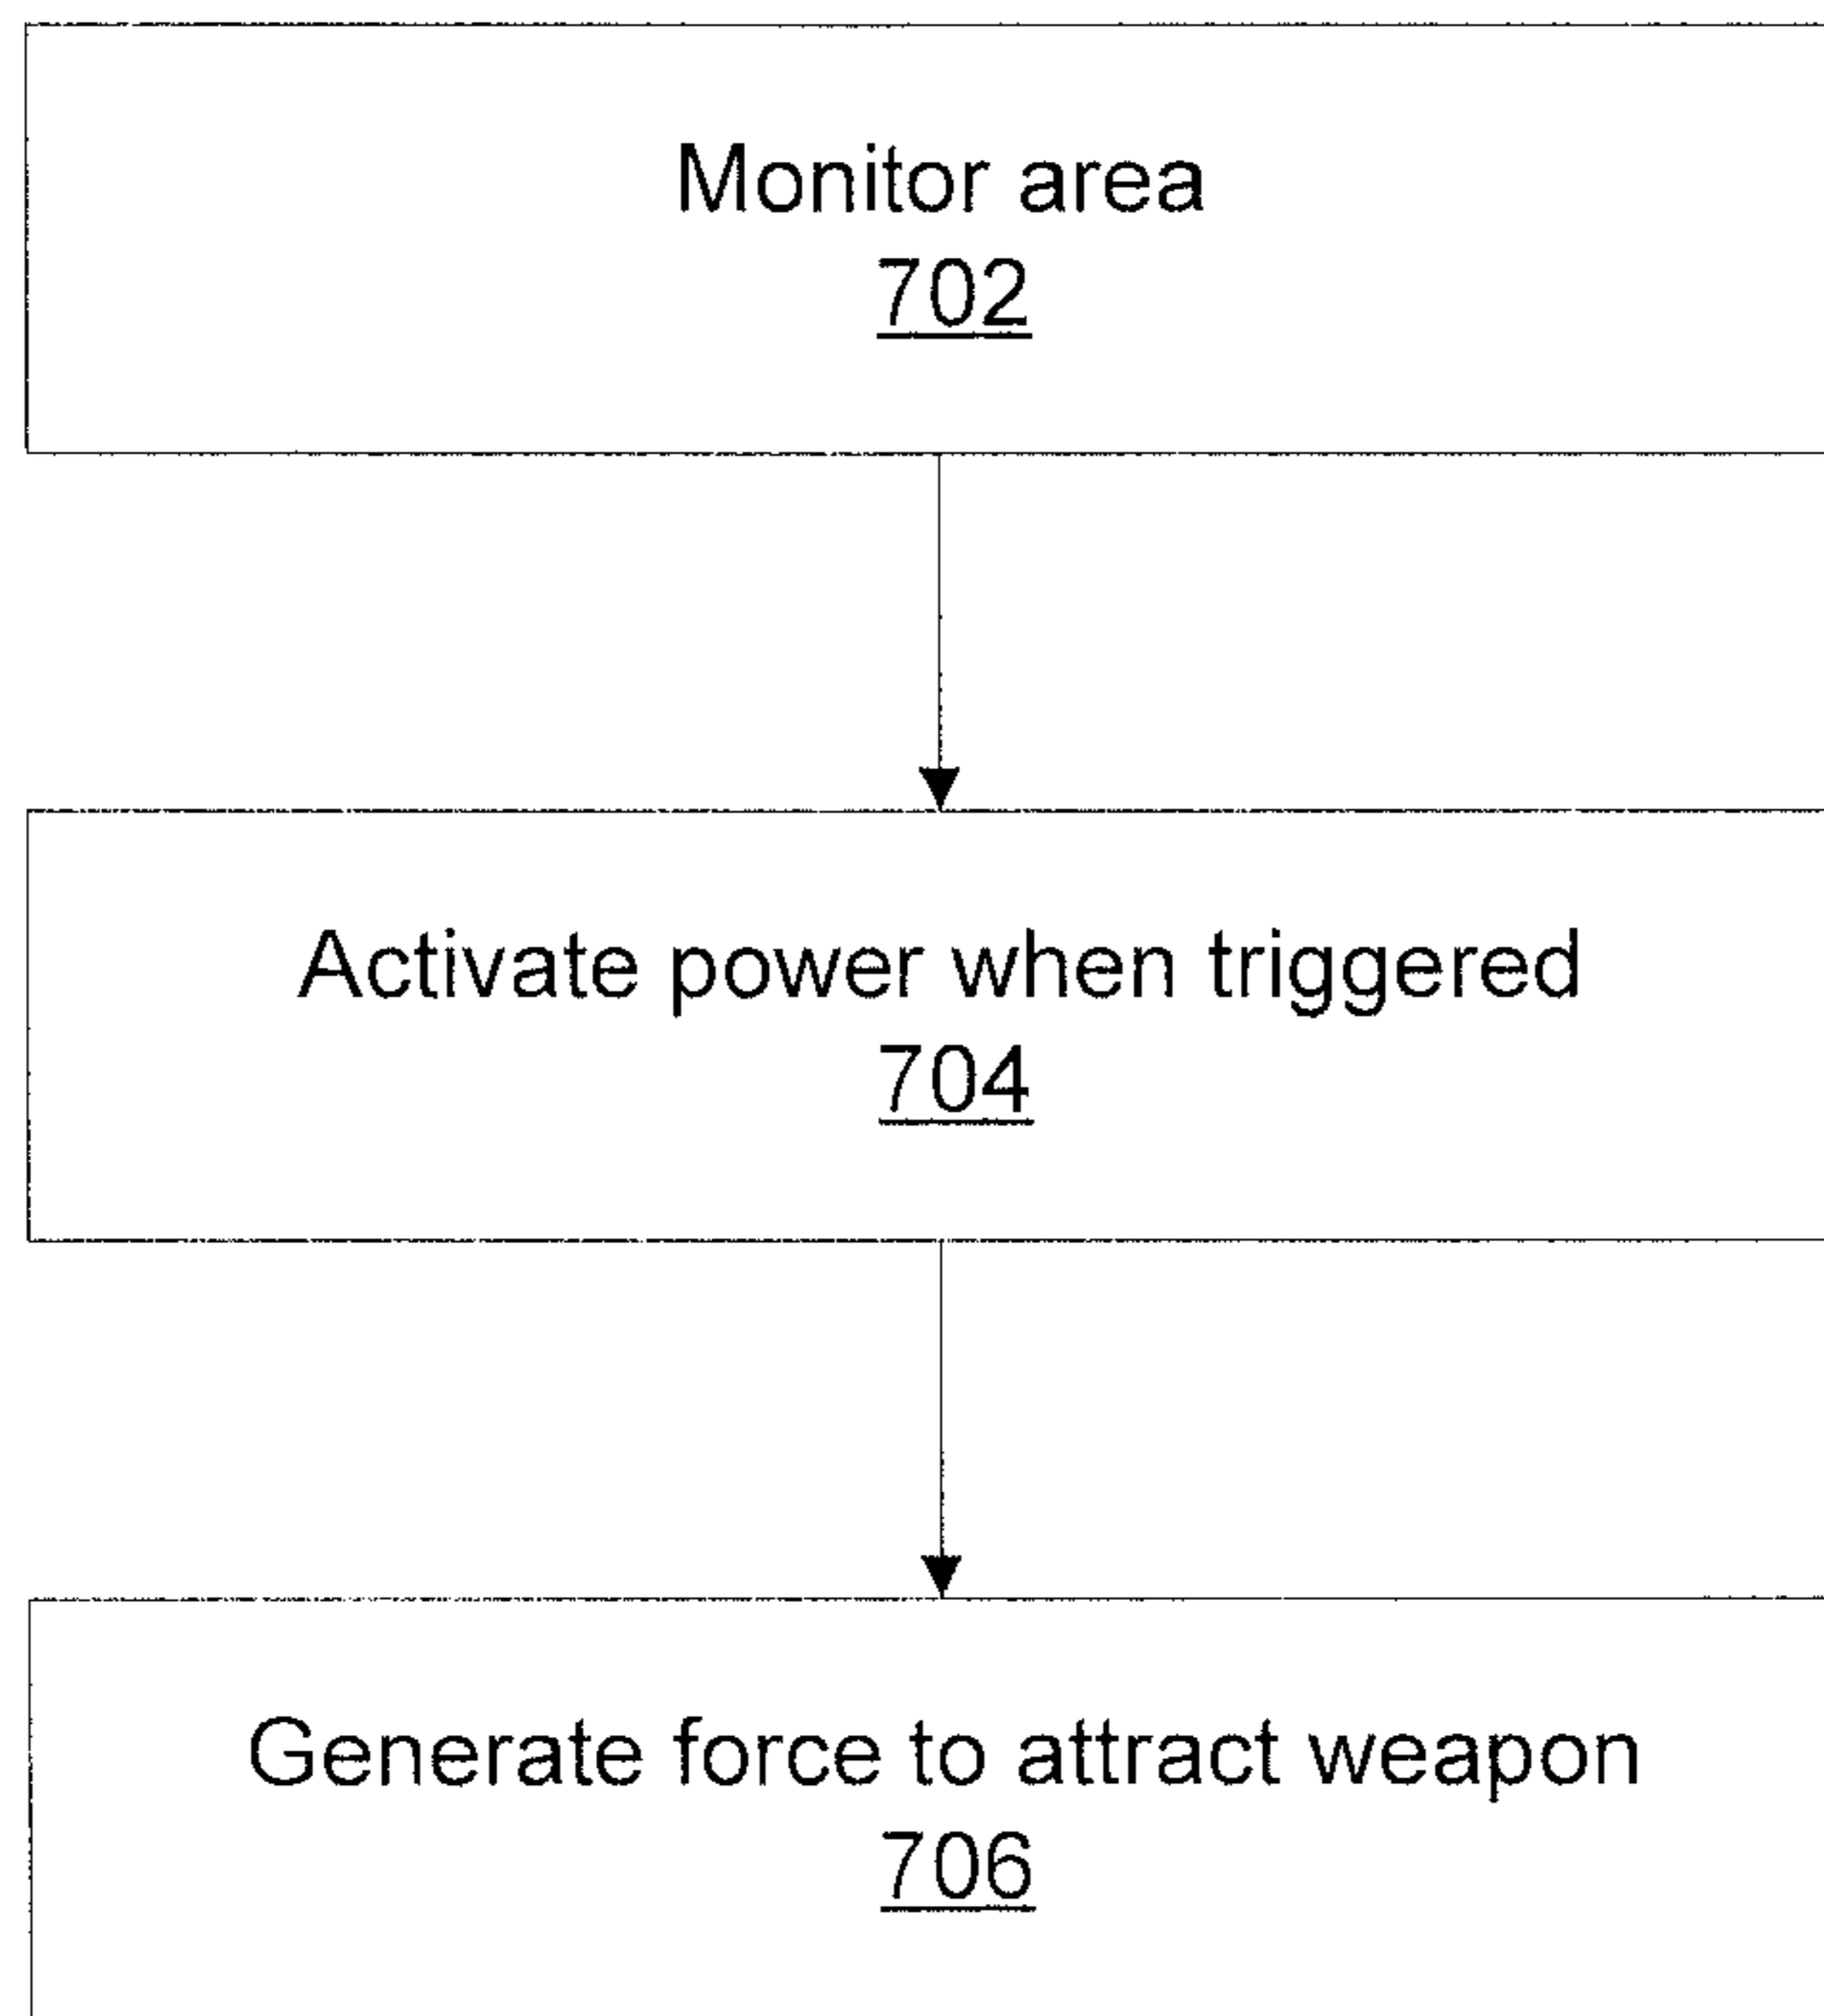 Monitor area
702
Activate power when triggered
704
Generate force to attract weapon
706